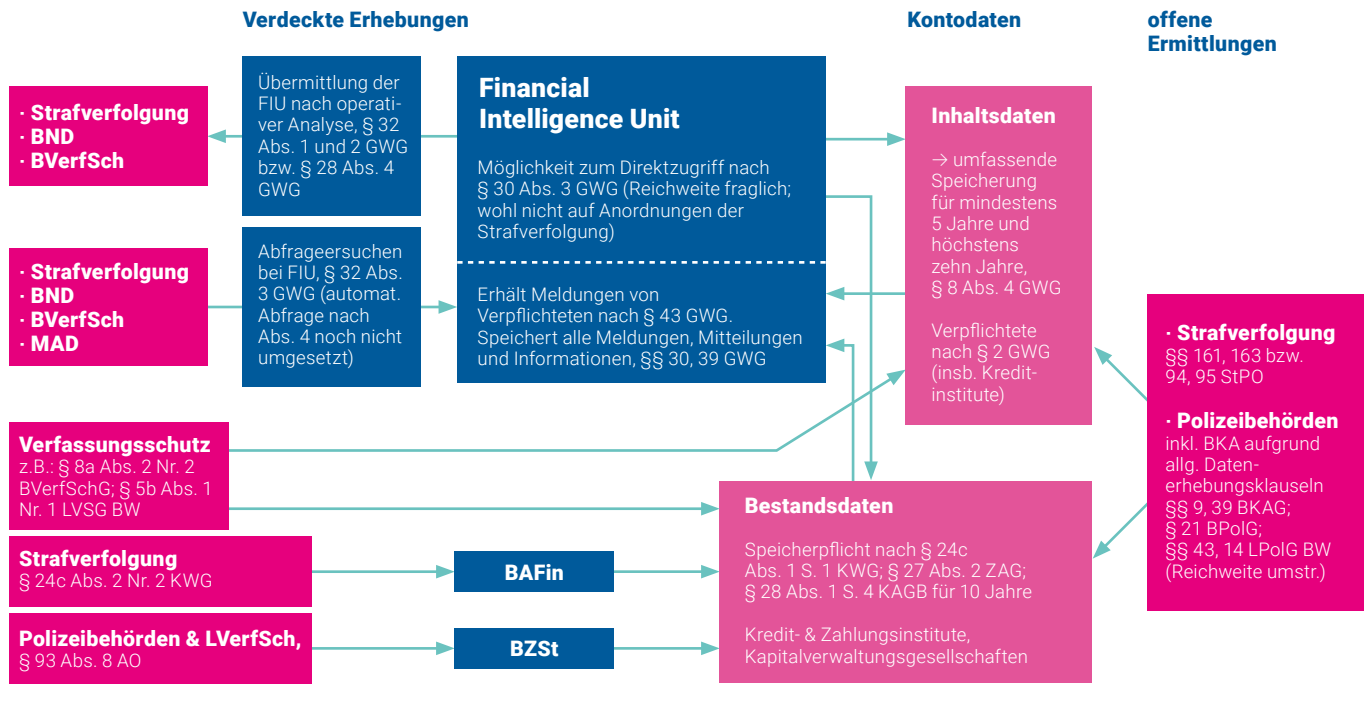 Verdeckte Erhebungen
Kontodaten
offene
Ermittlungen
· Strafverfolgung
· BND
· BVerfSch
Übermittlung der
FIU nach operati-
ver Analyse, § 32
Abs. 1 und 2 GWG
bzw. § 28 Abs. 4
GWG
Financial
Intelligence Unit
Möglichkeit zum Direktzugriff nach
§ 30 Abs. 3 GWG (Reichweite fraglich;
wohl nicht auf Anordnungen der
Strafverfolgung)
· Strafverfolgung
· BND
· BVerfSch
· MAD
Abfrageersuchen
bei FIU, § 32 Abs.
3 GWG (automat.
Abfrage nach
Abs. 4 noch nicht
umgesetzt)
Erhält Meldungen von
Verpflichteten nach § 43 GWG.
Speichert alle Meldungen, Mitteilungen
und Informationen, §§ 30, 39 GWG
Inhaltsdaten
→ umfassende
Speicherung
für mindestens
5 Jahre und
höchstens
zehn Jahre,
§ 8 Abs. 4 GWG
Verpflichtete
nach § 2 GWG
(insb. Kredit-
institute)
· Strafverfolgung
§§ 161, 163 bzw.
94, 95 StPO
· Polizeibehörden
inkl. BKA aufgrund
allg. Daten-
erhebungsklauseln
§§ 9, 39 BKAG;
§ 21 BPolG;
§§ 43, 14 LPolG BW
(Reichweite umstr.)
Verfassungsschutz
z.B.: § 8a Abs. 2 Nr. 2
BVerfSchG; § 5b Abs. 1
Nr. 1 LVSG BW
Strafverfolgung
§ 24c Abs. 2 Nr. 2 KWG
BAFin
Polizeibehörden & LVerfSch,
§ 93 Abs. 8 AO
BZSt
Bestandsdaten
Speicherpflicht nach § 24c
Abs. 1 S. 1 KWG; § 27 Abs. 2 ZAG;
§ 28 Abs. 1 S. 4 KAGB für 10 Jahre
Kredit- & Zahlungsinstitute,
Kapitalverwaltungsgesellschaften